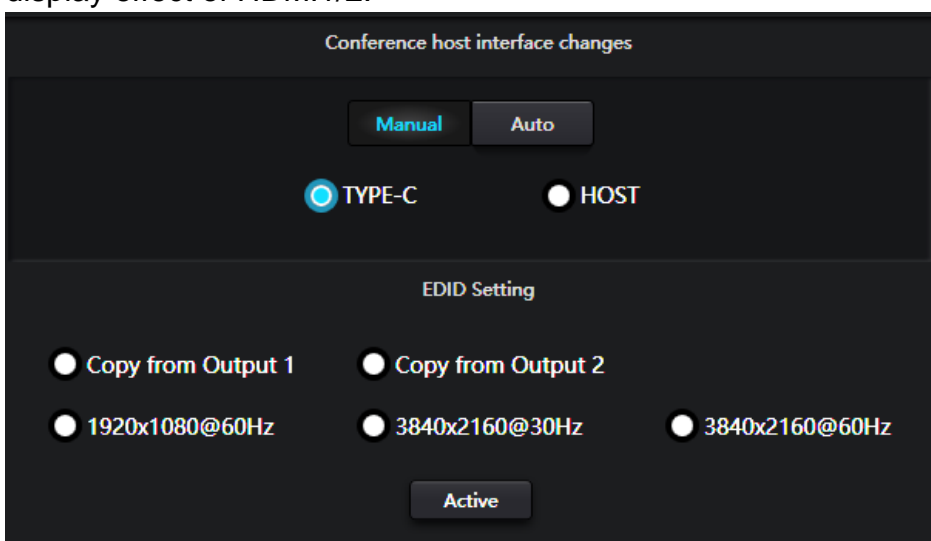 Conference host interface changes
Manual Auto
TYPE-C HOST
EDID Setting
Copy from Output 1 Copy from Output 2
1920x1080@60Hz 3840x2160@30Hz 3840x2160@60Hz
Active